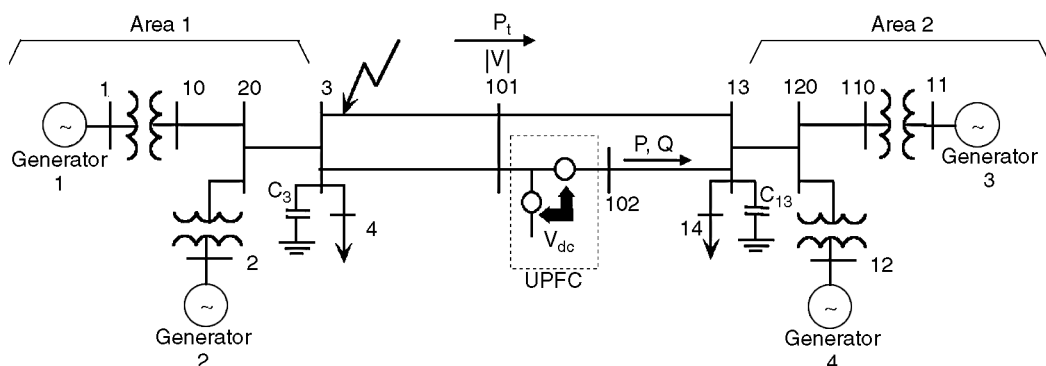 Area 1
P_t
Area 2
|V|
1
10
20
3
101
13
120
110
11
~
~
Generator
1
P, Q
Generator
3
C_3
4
102
14
C_13
V_dc
2
12
UPFC
~
~
Generator
2
Generator
4